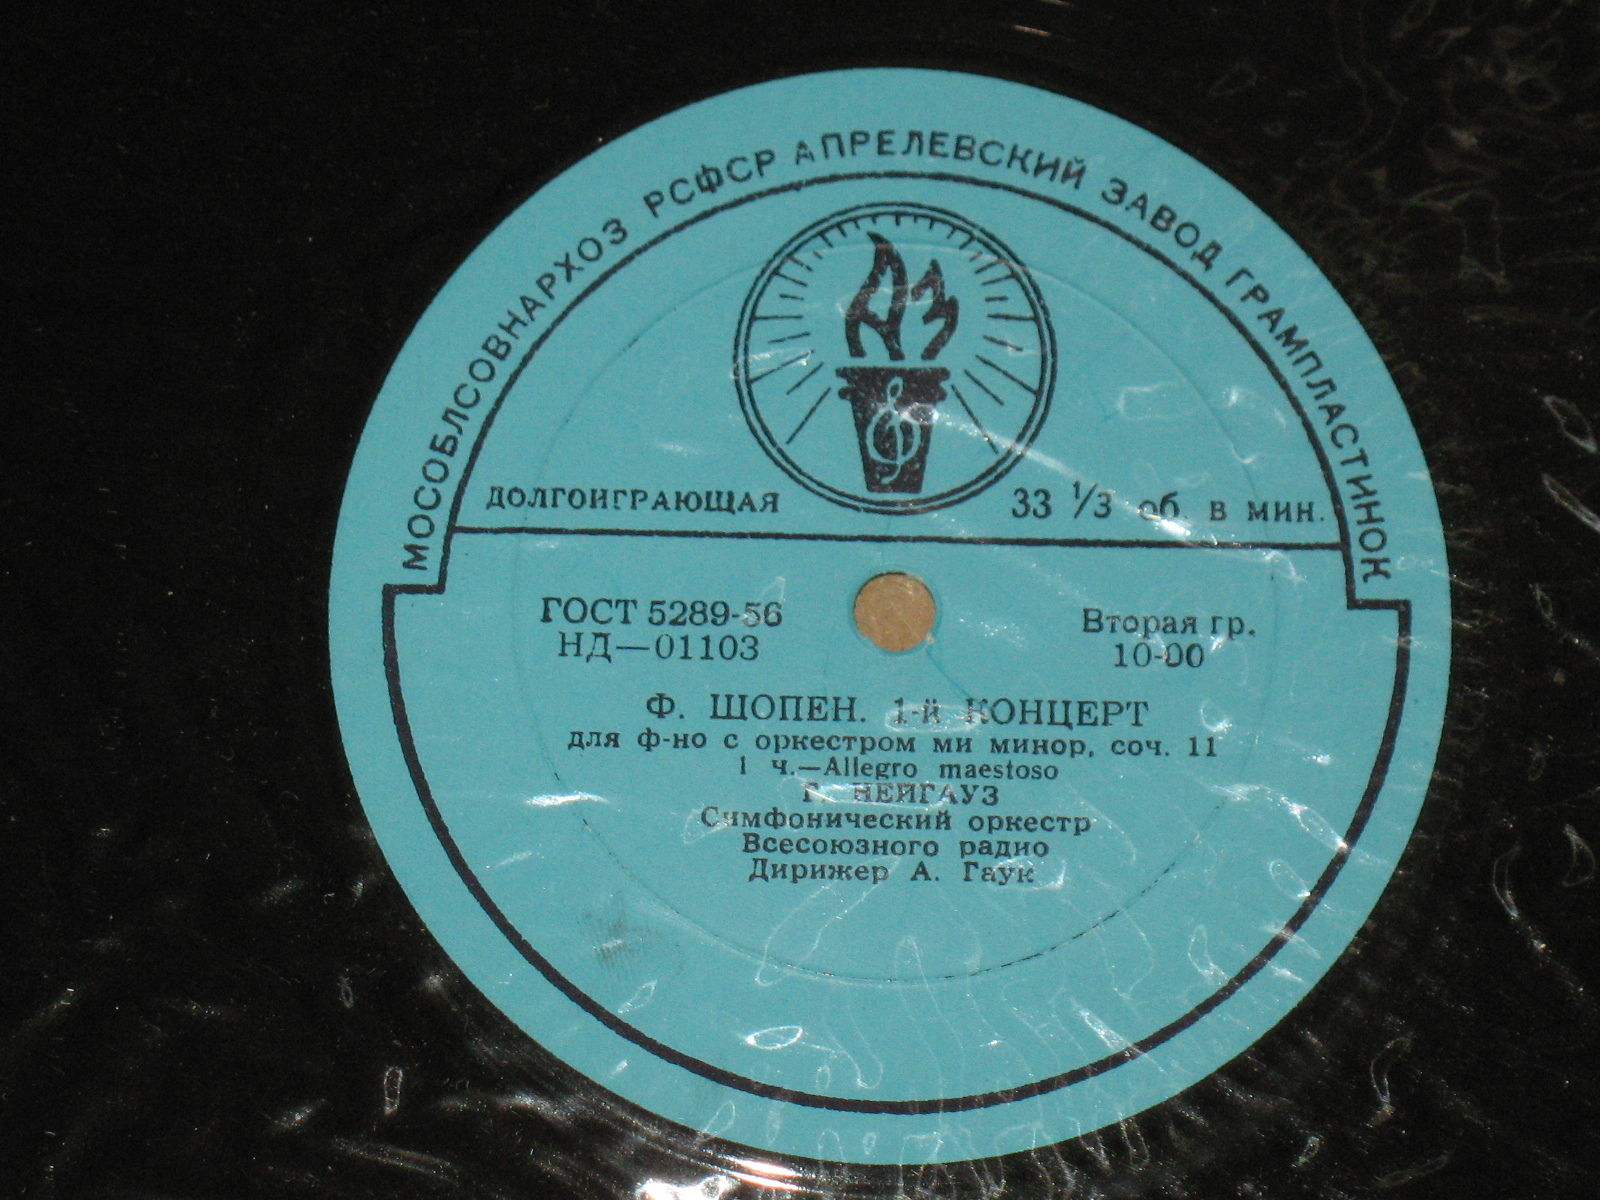 МОСОБЛСОВНАРХОЗ РСФСР АПРЕЛЕВСКИЙ ЗАВОД ГРАМПЛАСТИНОК
АЗ
ДОЛГОИГРАЮЩАЯ 33 1/3 об. в мин.
ГОСТ 5289-56 Вторая гр.
НД—01103 10-00
Ф. ШОПЕН. 1-й КОНЦЕРТ
для ф-но с оркестром ми минор, соч. 11
1 ч.—Allegro maestoso
Г. НЕЙГАУЗ
Симфонический оркестр
Всесоюзного радио
Дирижер А. Гаук